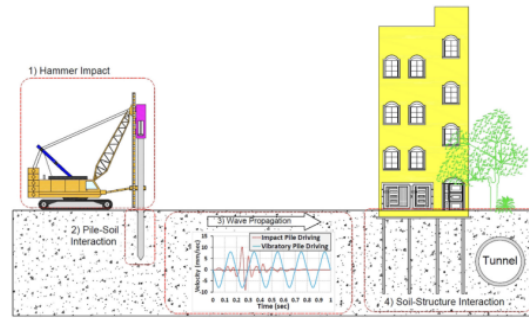 1) Hammer Impact
2) Pile-Soil
Interaction
3) Wave Propagation
Impact Pile Driving
Vibratory Pile Driving
Velocity (mm/sec)
15
10
5
0
-5
-10
0 0.1 0.2 0.3 0.4 0.5 0.6 0.7 0.8 0.9 1
Time (sec)
Tunnel
4) Soil-Structure Interaction